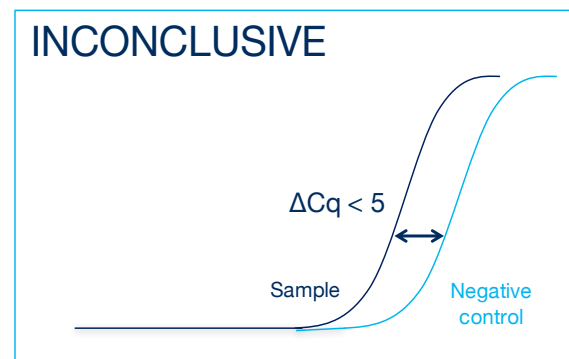 INCONCLUSIVE
ΔCq < 5
Sample
Negative
control